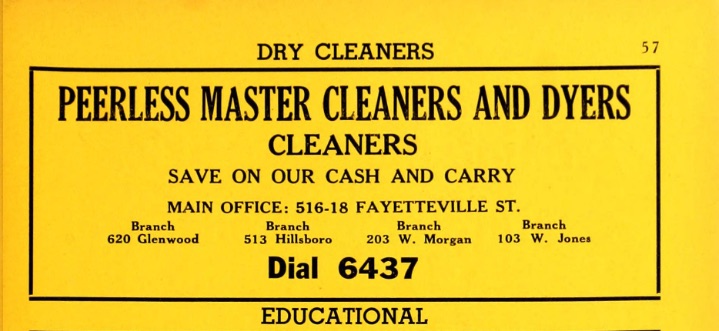 DRY CLEANERS 57
PEERLESS MASTER CLEANERS AND DYERS
CLEANERS
SAVE ON OUR CASH AND CARRY
MAIN OFFICE: 516-18 FAYETTEVILLE ST.
Branch Branch Branch Branch
620 Glenwood 513 Hillsboro 203 W. Morgan 103 W. Jones
Dial 6437
EDUCATIONAL